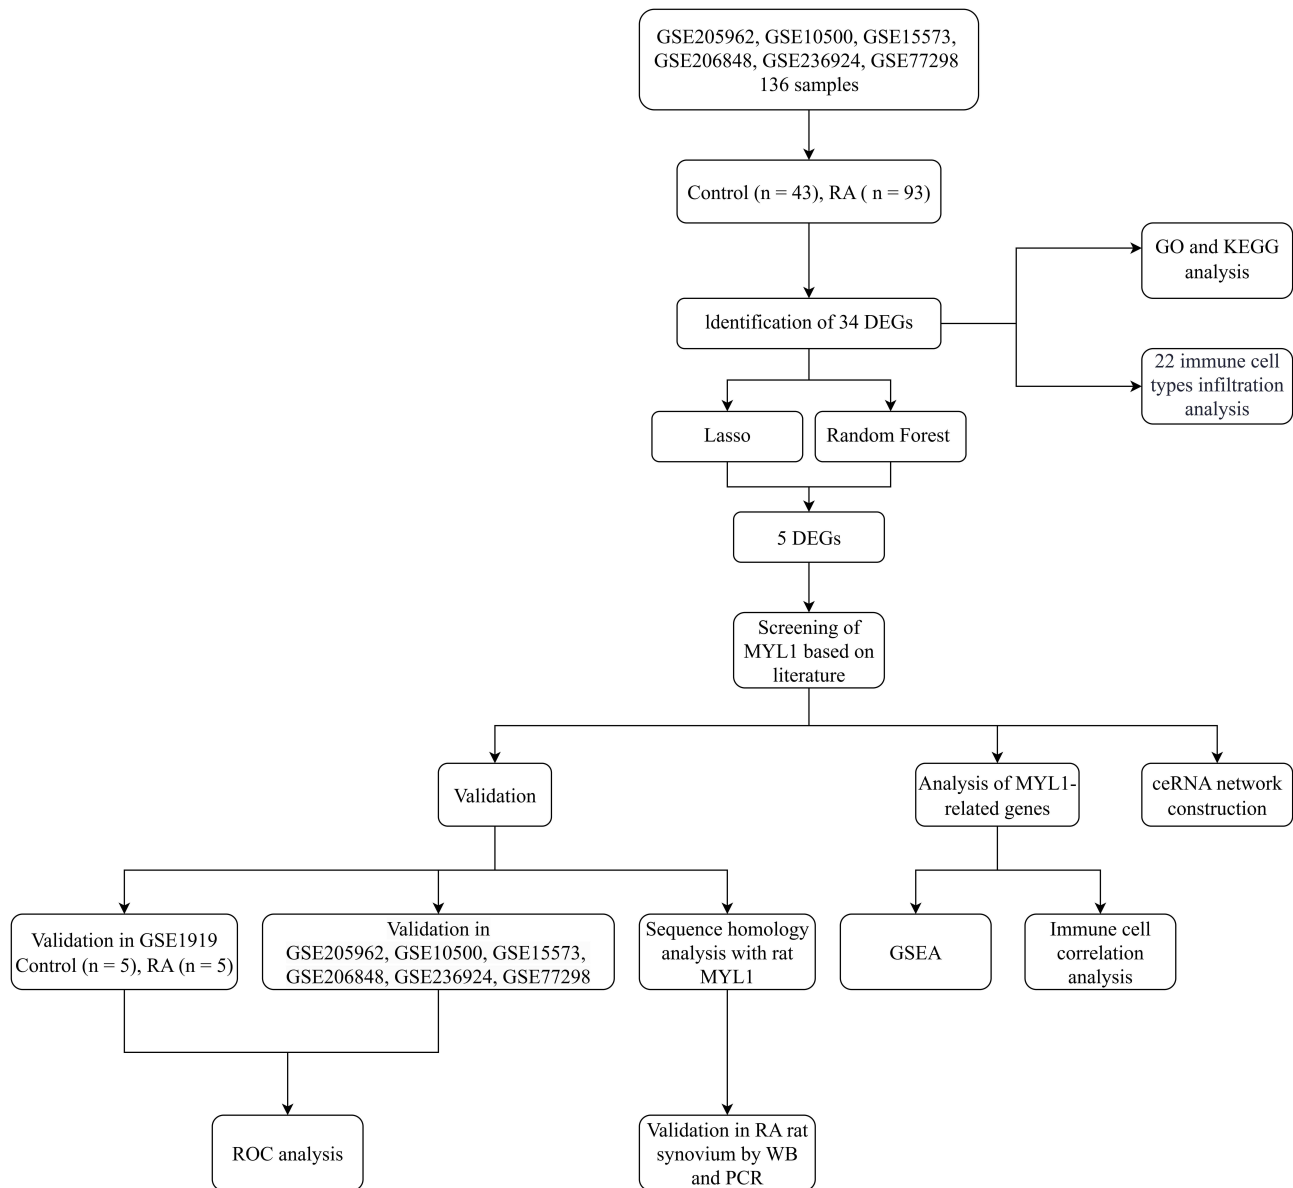 GSE205962, GSE10500, GSE15573,
GSE206848, GSE236924, GSE77298
136 samples
Control (n = 43), RA ( n = 93)
GO and KEGG
analysis
Identification of 34 DEGs
22 immune cell
types infiltration
analysis
Lasso
Random Forest
5 DEGs
Screening of
MYL1 based on
literature
Validation
Analysis of MYL1-
related genes
ceRNA network
construction
Validation in GSE1919
Control (n = 5), RA (n = 5)
Validation in
GSE205962, GSE10500, GSE15573,
GSE206848, GSE236924, GSE77298
Sequence homology
analysis with rat
MYL1
GSEA
Immune cell
correlation
analysis
ROC analysis
Validation in RA rat
synovium by WB
and PCR